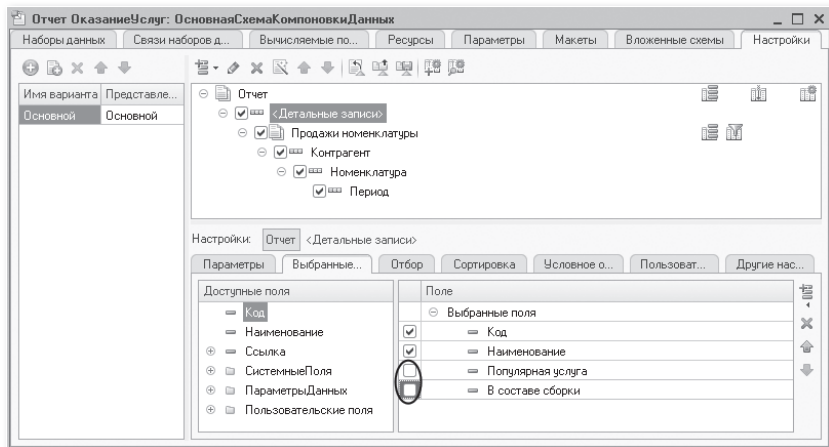 Отчет ОказаниеУслуг: ОсновнаяСхемаКомпоновкиДанных
Наборы данных
Связи наборов д...
Вычисляемые по...
Ресурсы
Параметры
Макеты
Вложенные схемы
Настройки
Имя варианта
Представле...
Основной
Основной
Отчет
<Детальные записи>
Продажи номенклатуры
Контрагент
Номенклатура
Период
Настройки:
Отчет
<Детальные записи>
Параметры
Выбранные...
Отбор
Сортировка
Условное о...
Пользоват...
Другие нас...
Доступные поля
Код
Наименование
Ссылка
СистемныеПоля
ПараметрыДанных
Пользовательские поля
Поле
Выбранные поля
Код
Наименование
Популярная услуга
В составе сборки